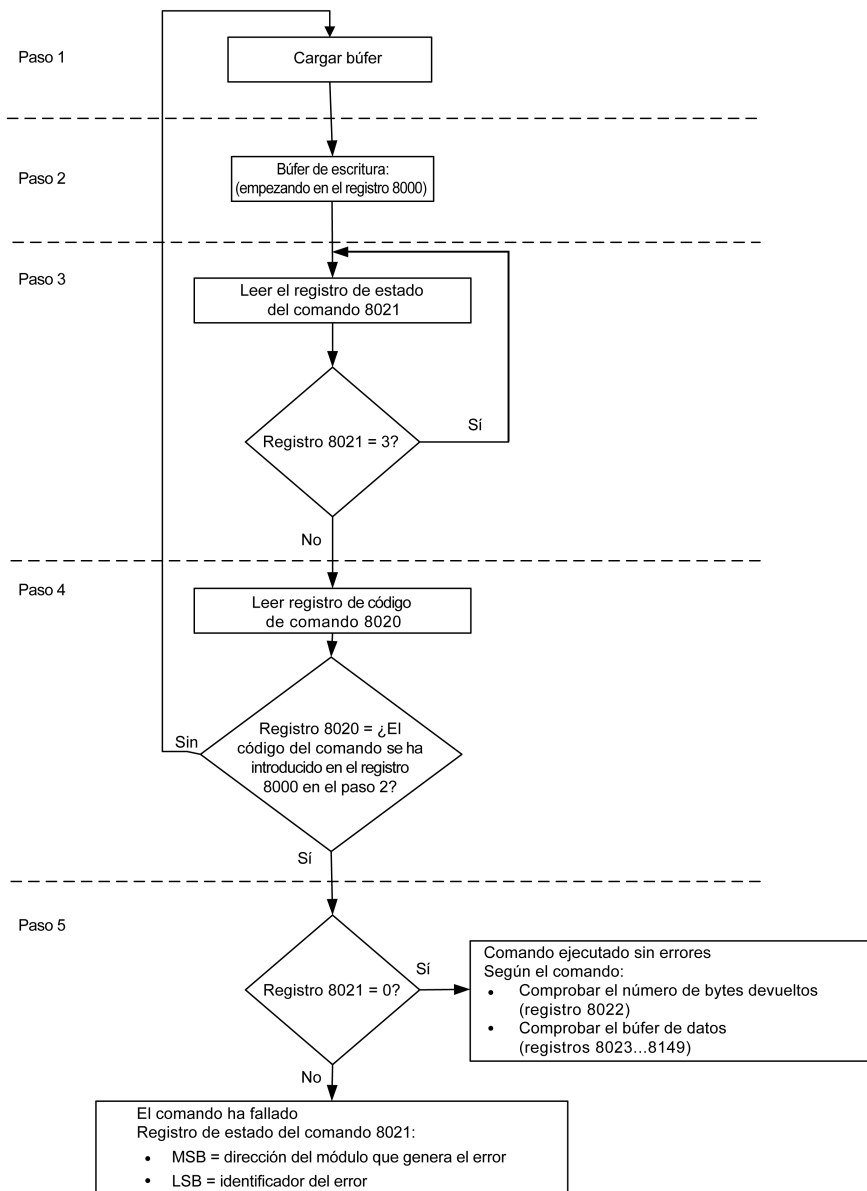 Paso 1
Cargar búfer
Paso 2
Búfer de escritura:
(empezando en el registro 8000)
Paso 3
Leer el registro de estado
del comando 8021
Registro 8021 = 3?
Sí
No
Paso 4
Leer registro de código
de comando 8020
Registro 8020 = ¿El
código del comando se ha
introducido en el registro
8000 en el paso 2?
Sin
Sí
Paso 5
Registro 8021 = 0?
Sí
Comando ejecutado sin errores
Según el comando:
• Comprobar el número de bytes devueltos
(registro 8022)
• Comprobar el búfer de datos
(registros 8023...8149)
No
El comando ha fallado
Registro de estado del comando 8021:
• MSB = dirección del módulo que genera el error
• LSB = identificador del error